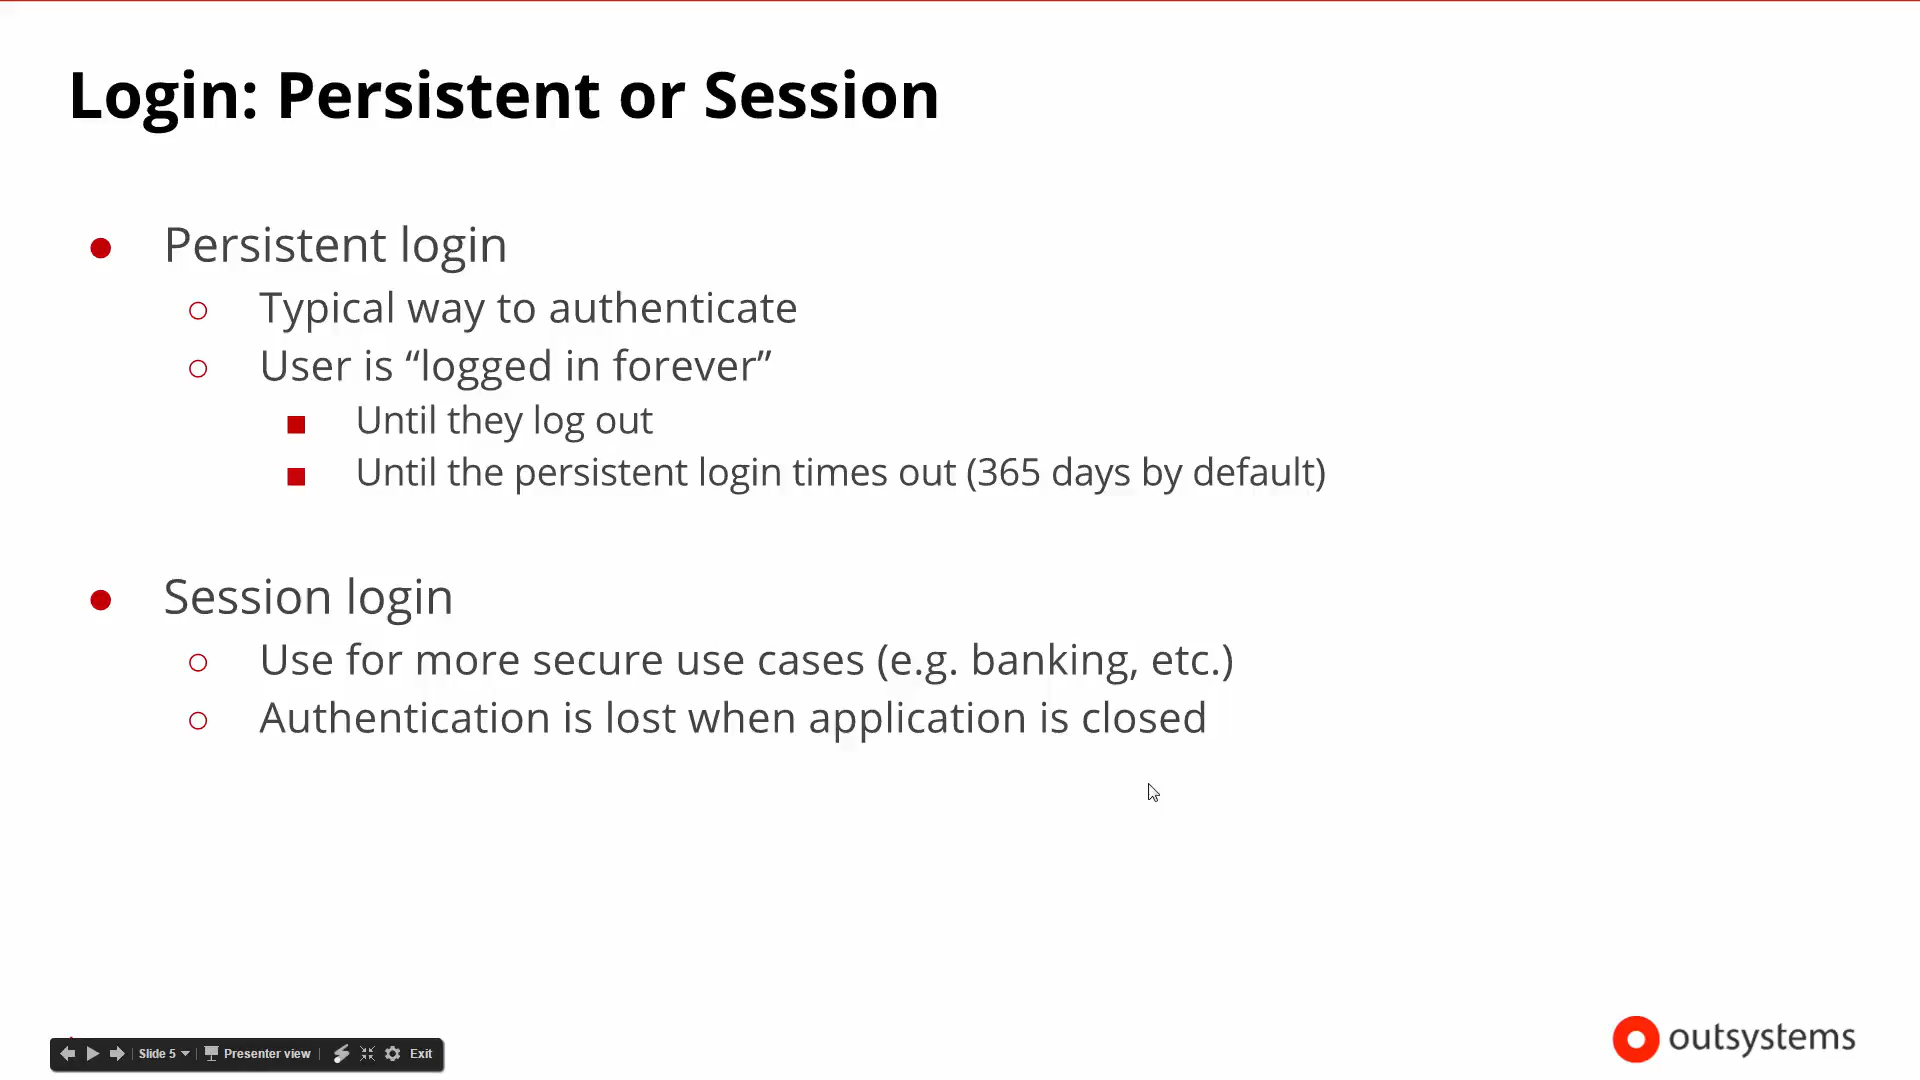 Login: Persistent or Session
● Persistent login
○ Typical way to authenticate
○ User is “logged in forever”
■ Until they log out
■ Until the persistent login times out (365 days by default)
● Session login
○ Use for more secure use cases (e.g. banking, etc.)
○ Authentication is lost when application is closed
Slide 5 Presenter view Exit
outsystems